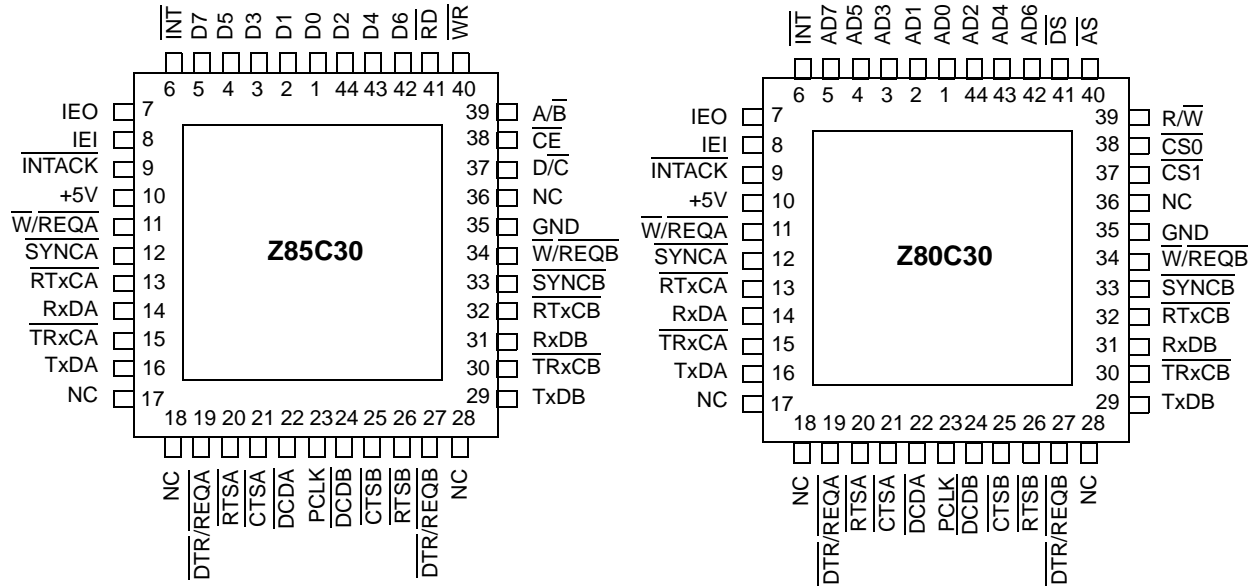 INT D7 D5 D3 D1 D0 D2 D4 D6 RD WR
6 5 4 3 2 1 44 43 42 41 40
IEO 7 39 A/B
IEI 8 38 CE
INTACK 9 37 D/C
+5V 10 36 NC
W/REQA 11 35 GND
SYNCA 12 34 W/REQB
RTxCA 13 33 SYNCB
RxDA 14 32 RTxCB
TRxCA 15 31 RxDB
TxDA 16 30 TRxCB
NC 17 29 TxDB
Z85C30
18 19 20 21 22 23 24 25 26 27 28
NC DTR/REQA RTSA CTSA DCDA PCLK DCDB CTSB RTSB DTR/REQB NC
INT AD7 AD5 AD3 AD1 AD0 AD2 AD4 AD6 DS AS
6 5 4 3 2 1 44 43 42 41 40
IEO 7 39 R/W
IEI 8 38 CS0
INTACK 9 37 CS1
+5V 10 36 NC
W/REQA 11 35 GND
SYNCA 12 34 W/REQB
RTxCA 13 33 SYNCB
RxDA 14 32 RTxCB
TRxCA 15 31 RxDB
TxDA 16 30 TRxCB
NC 17 29 TxDB
Z80C30
18 19 20 21 22 23 24 25 26 27 28
NC DTR/REQA RTSA CTSA DCDA PCLK DCDB CTSB RTSB DTR/REQB NC